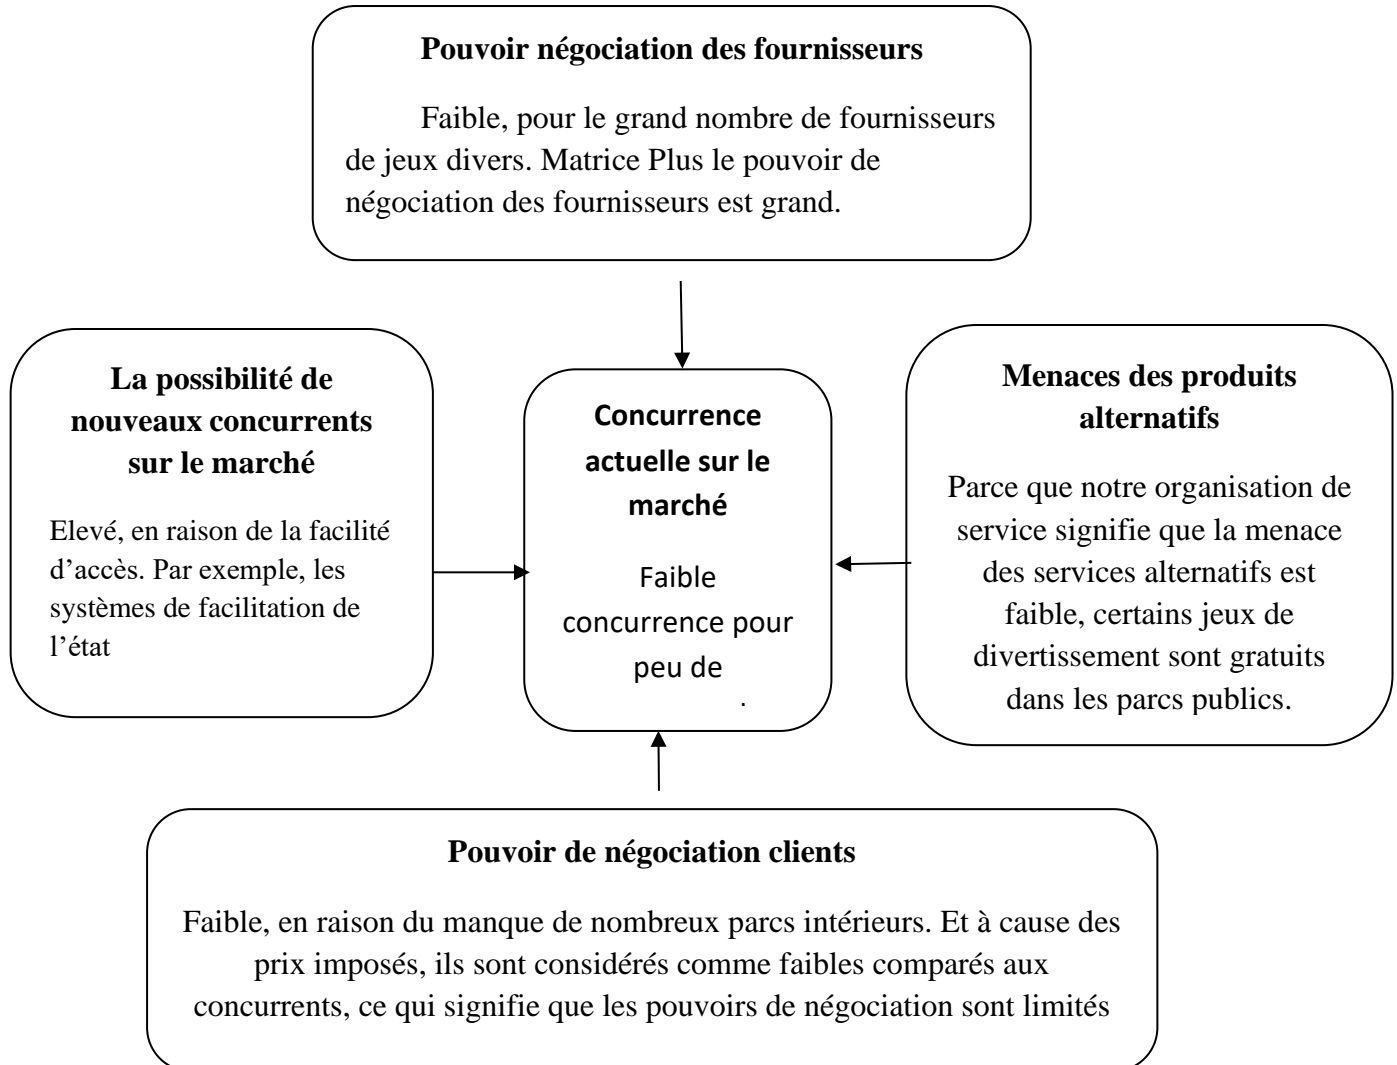 Pouvoir négociation des fournisseurs
Faible, pour le grand nombre de fournisseurs
de jeux divers. Matrice Plus le pouvoir de
négociation des fournisseurs est grand.
La possibilité de
nouveaux concurrents
sur le marché
Elevé, en raison de la facilité
d’accès. Par exemple, les
systèmes de facilitation de
l’état
Concurrence
actuelle sur le
marché
Faible
concurrence pour
peu de
.
Menaces des produits
alternatifs
Parce que notre organisation de
service signifie que la menace
des services alternatifs est
faible, certains jeux de
divertissement sont gratuits
dans les parcs publics.
Pouvoir de négociation clients
Faible, en raison du manque de nombreux parcs intérieurs. Et à cause des
prix imposés, ils sont considérés comme faibles comparés aux
concurrents, ce qui signifie que les pouvoirs de négociation sont limités